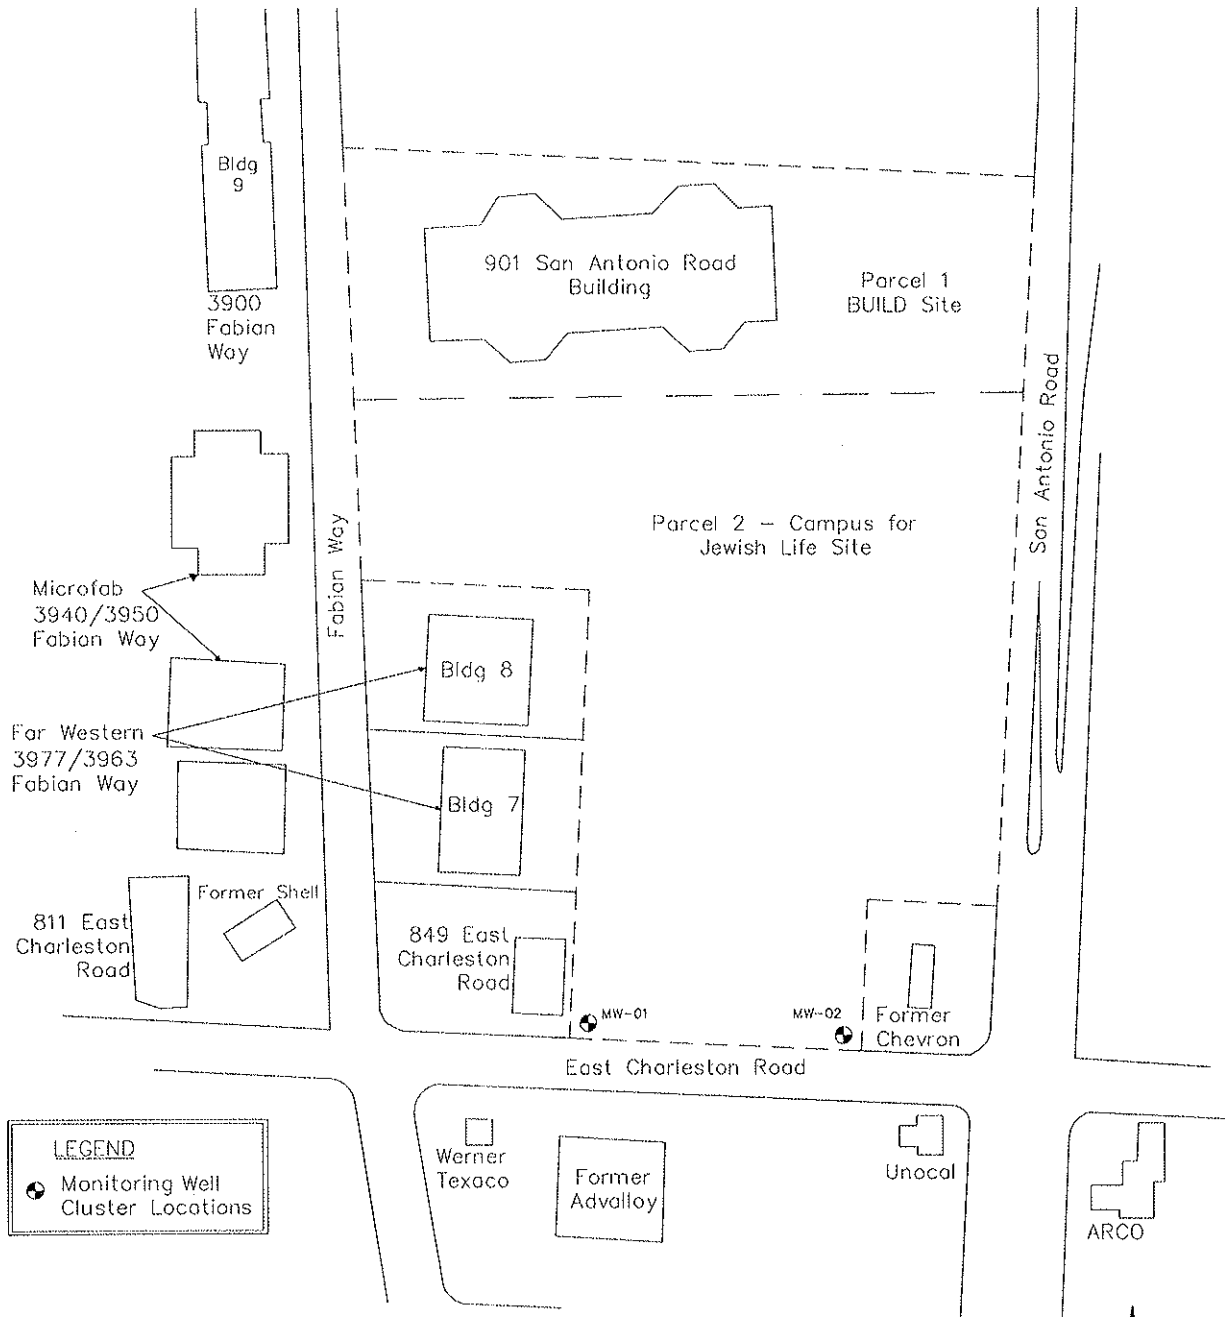 Bldg
9
3900
Fabian
Way
901 San Antonio Road
Building
Parcel 1
BUILD Site
San Antonio Road
Fabian Way
Parcel 2 - Campus for
Jewish Life Site
Microfab
3940/3950
Fabian Way
Bldg 8
Far Western
3977/3963
Fabian Way
Bldg 7
Former Shell
811 East
Charleston
Road
849 East
Charleston
Road
MW-01
MW-02
Former
Chevron
East Charleston Road
LEGEND
Monitoring Well
Cluster Locations
Werner
Texaco
Former
Advalloy
Unocal
ARCO